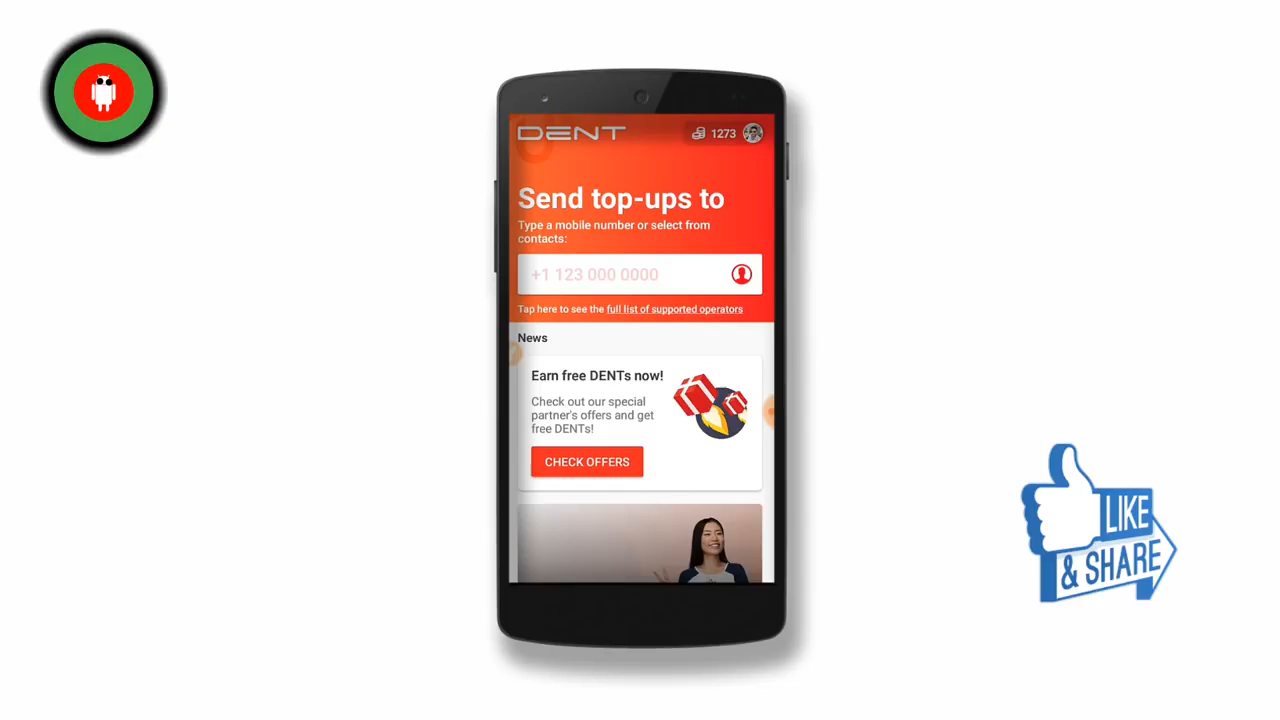 DENT
1273
Send top-ups to
Type a mobile number or select from
contacts:
+1 123 000 0000
Tap here to see the full list of supported operators
News
Earn free DENTs now!
Check out our special
partner's offers and get
free DENTs!
CHECK OFFERS
LIKE
& SHARE